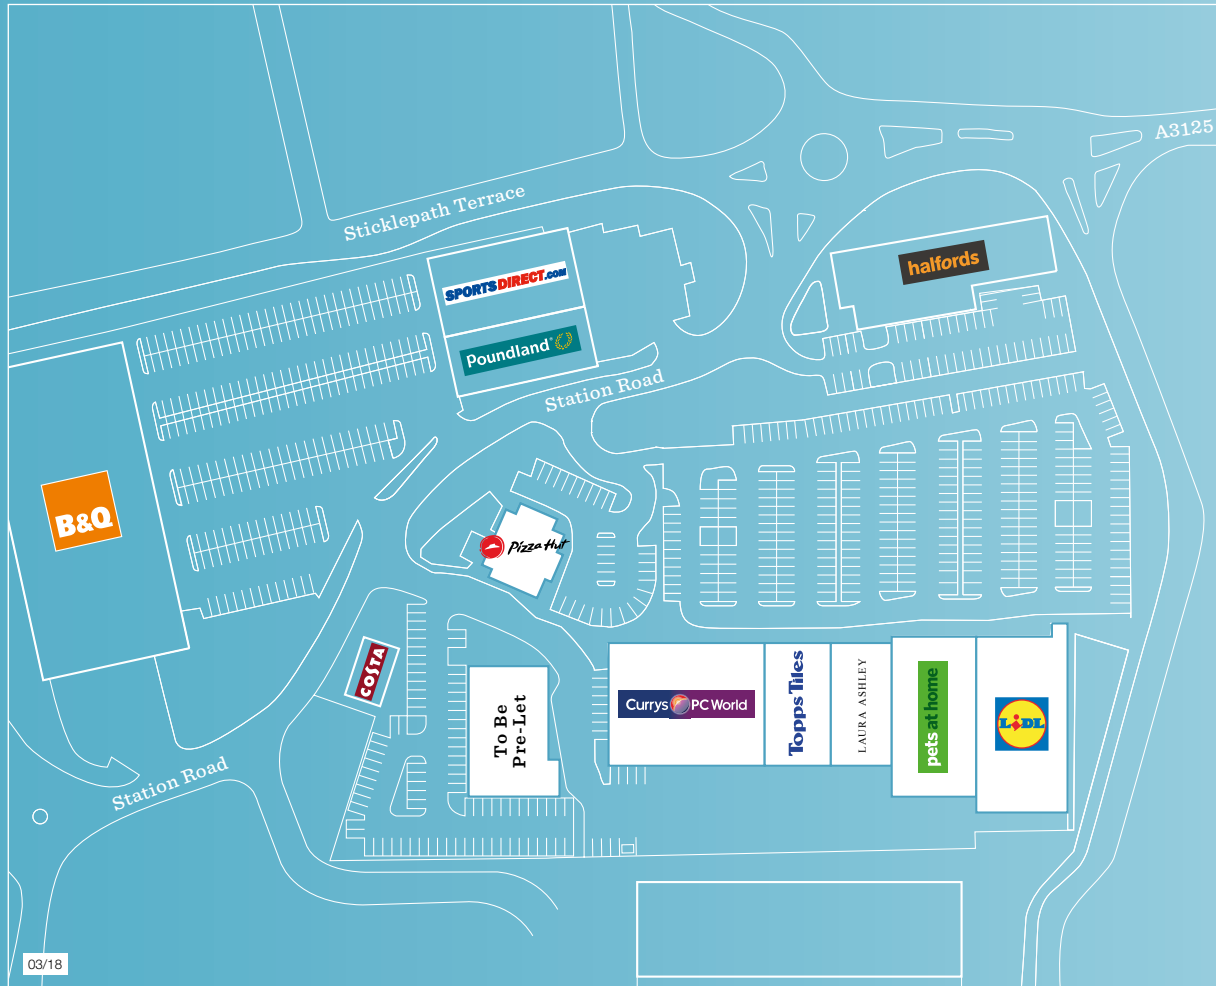 A3125
Sticklepath Terrace
halfords
SPORTSDIRECT.COM
Poundland
Station Road
B&Q
Pizza Hut
COSTA
To Be
Pre-Let
Currys PC World
Topps Tiles
LAURA ASHLEY
pets at home
LiDL
Station Road
03/18